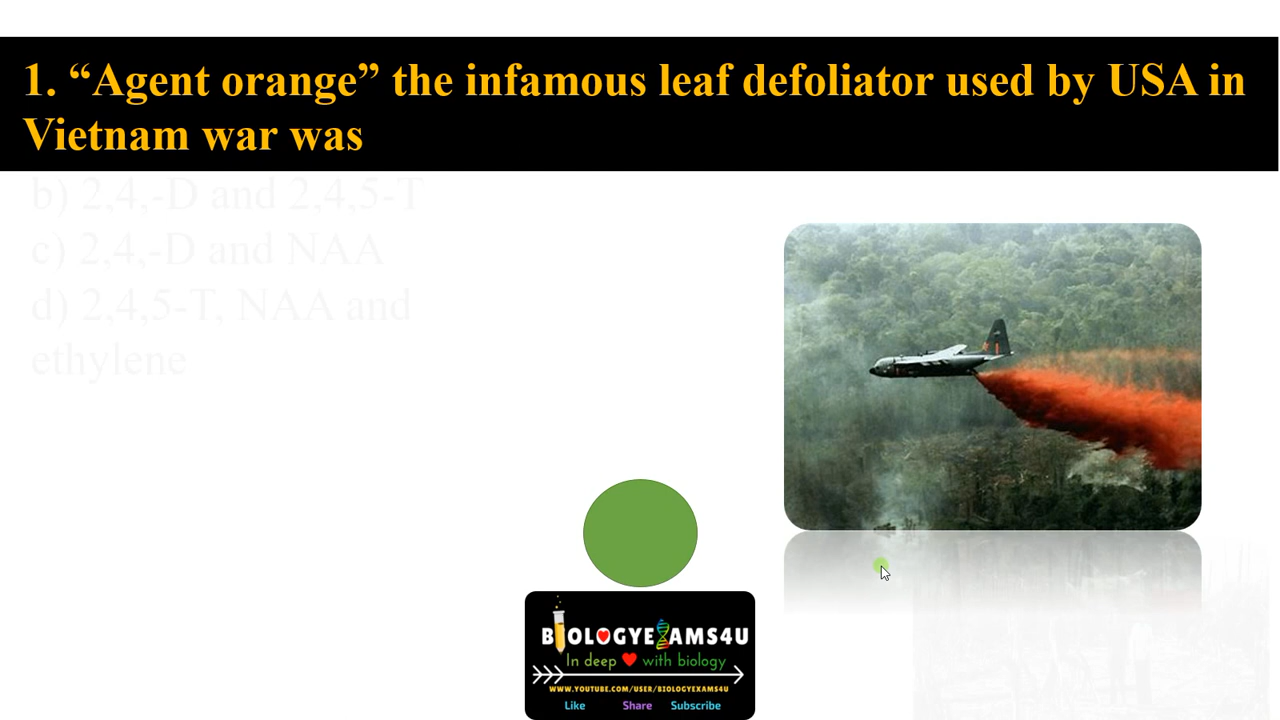 1. “Agent orange” the infamous leaf defoliator used by USA in
Vietnam war was
b) 2,4,-D and 2,4,5-T
c) 2,4,-D and NAA
d) 2,4,5-T, NAA and
ethylene
BIOLOGYEXAMS4U
In deep ❤ with biology
WWW.YOUTUBE.COM/USER/BIOLOGYEXAMS4U
Like Share Subscribe